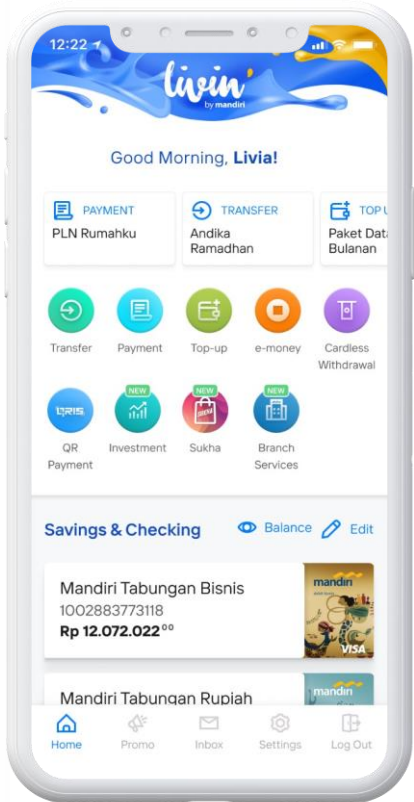 12:22
livin'
by mandiri
Good Morning, Livia!
PAYMENT
PLN Rumahku
TRANSFER
Andika
Ramadhan
TOP U
Paket Data
Bulanan
Transfer
Payment
Top-up
e-money
Cardless
Withdrawal
QRIS
NEW
NEW
SUKHA
NEW
QR
Payment
Investment
Sukha
Branch
Services
Savings & Checking
Balance
Edit
Mandiri Tabungan Bisnis
1002883773118
Rp 12.072.022⁰⁰
mandiri
VISA
Mandiri Tabungan Rupiah
mandiri
Home
Promo
Inbox
Settings
Log Out